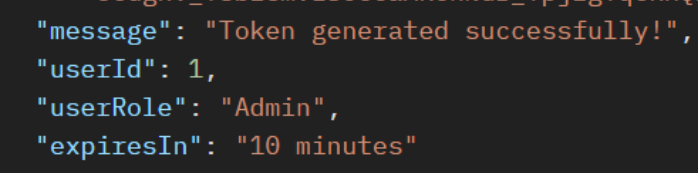 "message": "Token generated successfully!",
"userId": 1,
"userRole": "Admin",
"expiresIn": "10 minutes"